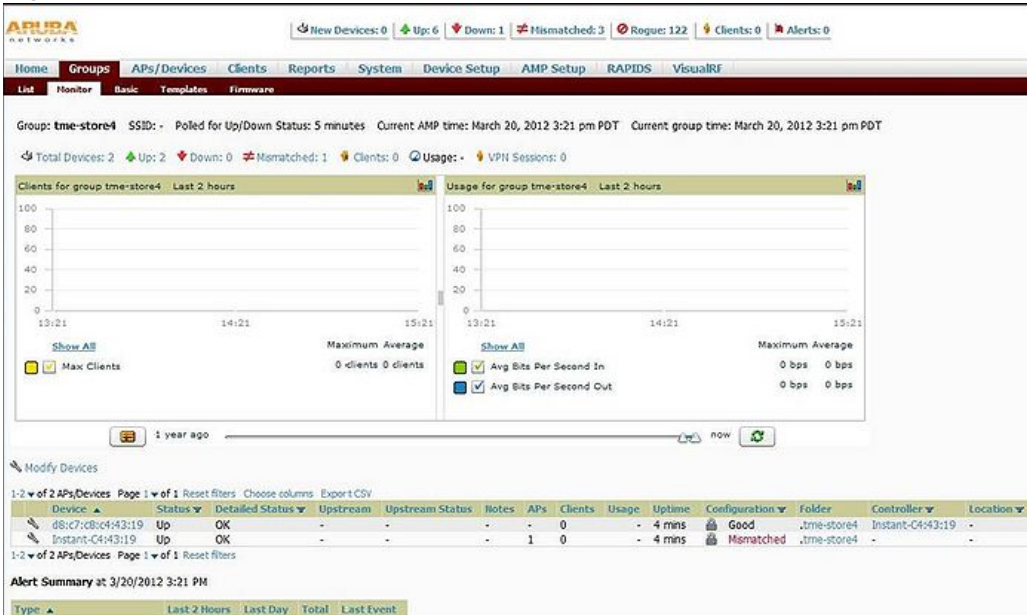 ARUBA
networks
New Devices: 0 Up: 6 Down: 1 Mismatched: 3 Rogue: 122 Clients: 0 Alerts: 0
Home Groups APs/Devices Clients Reports System Device Setup AMP Setup RAPIDS VisualRF
List Monitor Basic Templates Firmware
Group: tme-store4 SSID: - Polled for Up/Down Status: 5 minutes Current AMP time: March 20, 2012 3:21 pm PDT Current group time: March 20, 2012 3:21 pm PDT
Total Devices: 2 Up: 2 Down: 0 Mismatched: 1 Clients: 0 Usage: - VPN Sessions: 0
Clients for group tme-store4 Last 2 hours
100
80
60
40
20
0
13:21 14:21 15:21
Show All Maximum Average
Max Clients 0 clients 0 clients
Usage for group tme-store4 Last 2 hours
100
80
60
40
20
0
13:21 14:21 15:21
Show All Maximum Average
Avg Bits Per Second In 0 bps 0 bps
Avg Bits Per Second Out 0 bps 0 bps
1 year ago now
Modify Devices
1-2 of 2 APs/Devices Page 1 of 1 Reset filters Choose columns Export CSV
Device Status Detailed Status Upstream Upstream Status Notes APs Clients Usage Uptime Configuration Folder Controller Location
d8:c7:c8:c4:43:19 Up OK - - - - 0 - 4 mins Good .tme-store4 Instant-C4:43:19 -
Instant-C4:43:19 Up OK - - - 1 0 - 4 mins Mismatched .tme-store4 - -
1-2 of 2 APs/Devices Page 1 of 1 Reset filters
Alert Summary at 3/20/2012 3:21 PM
Type Last 2 Hours Last Day Total Last Event